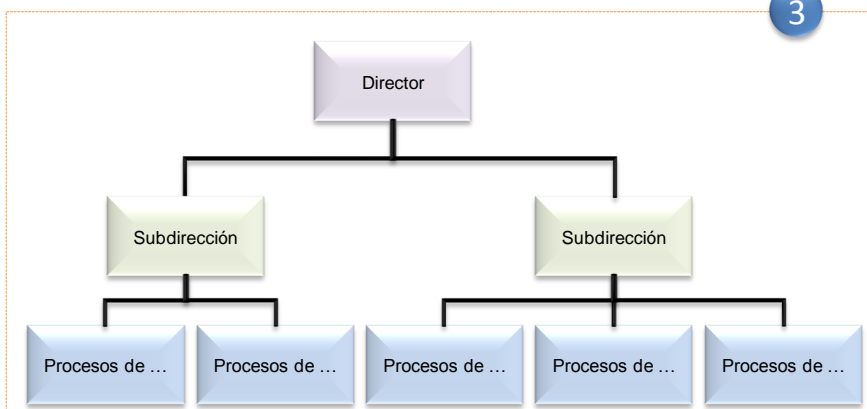 3
Director
Subdirección
Subdirección
Procesos de …
Procesos de …
Procesos de …
Procesos de …
Procesos de …